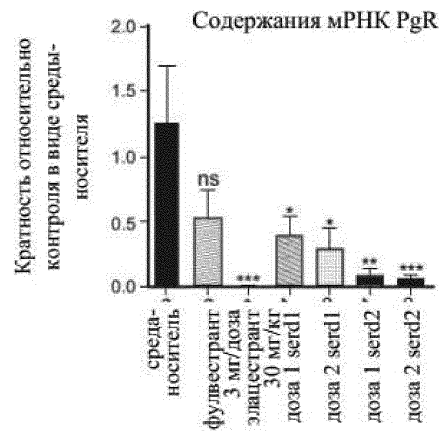 Содержания мРНК PgR
Кратность относительно
контроля в виде среды-
носителя
2.0
1.5
1.0
0.5
0.0
ns
***
*
*
**
***
среда-
носитель
фулвестрант
3 мг/доза
элацестрант
30 мг/кг
доза 1 serd1
доза 2 serd1
доза 1 serd2
доза 2 serd2